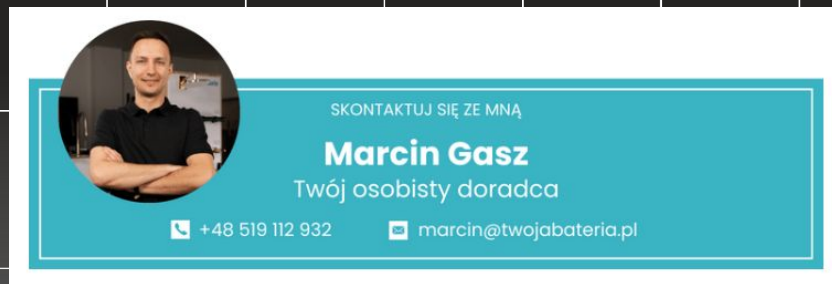 SKONTAKTUJ SIĘ ZE MNĄ
Marcin Gasz
Twój osobisty doradca
+48 519 112 932 marcin@twojabateria.pl